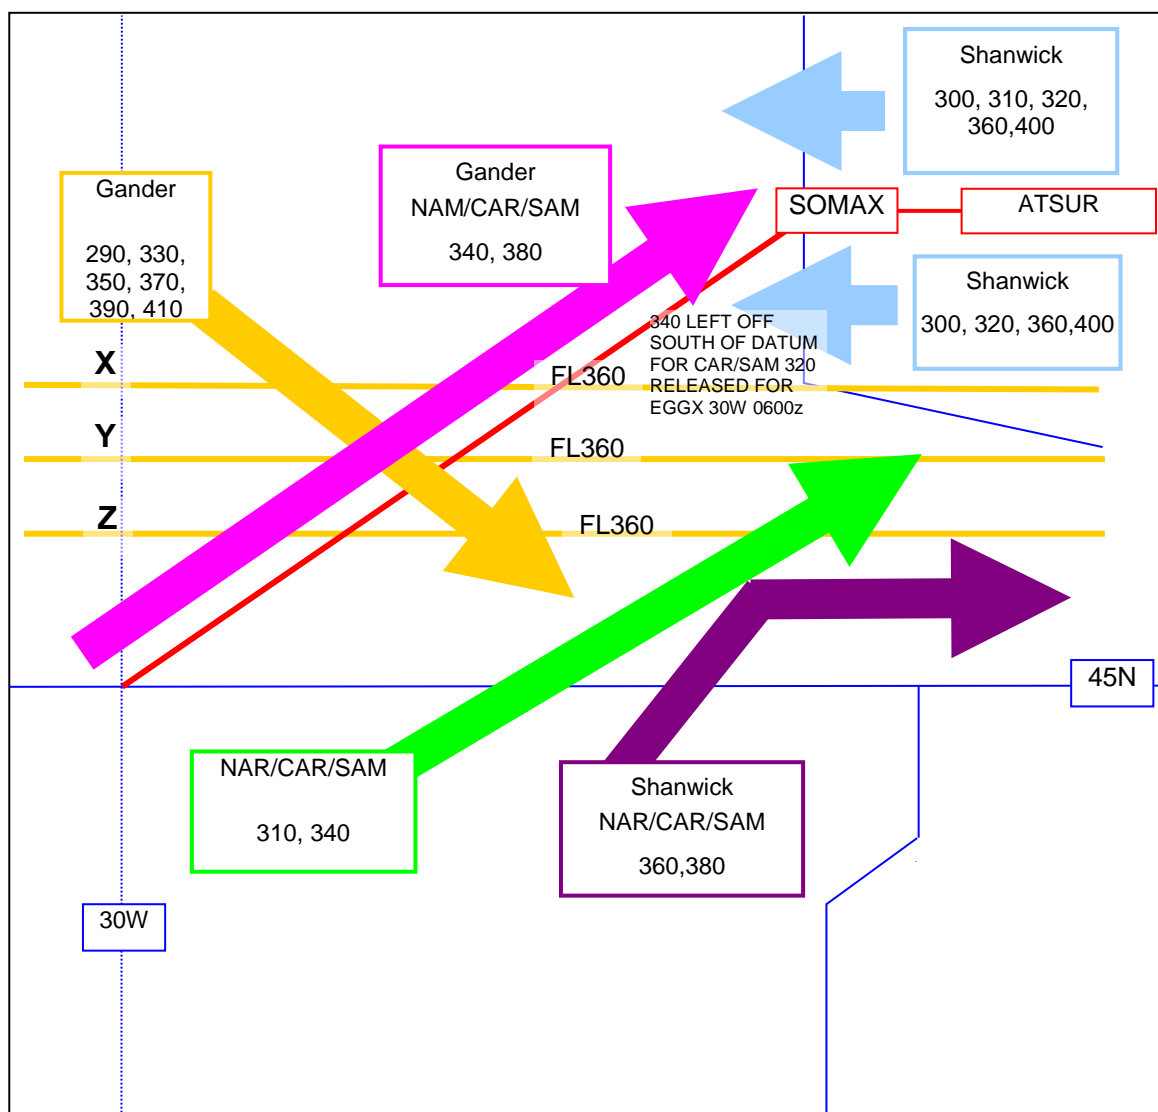 Shanwick
300, 310, 320,
360,400
Gander
NAM/CAR/SAM
340, 380
Gander
290, 330,
350, 370,
390, 410
SOMAX
ATSUR
Shanwick
300, 320, 360,400
340 LEFT OFF
SOUTH OF DATUM
FOR CAR/SAM 320
RELEASED FOR
EGGX 30W 0600z
X
FL360
Y
FL360
Z
FL360
45N
NAR/CAR/SAM
310, 340
Shanwick
NAR/CAR/SAM
360,380
30W